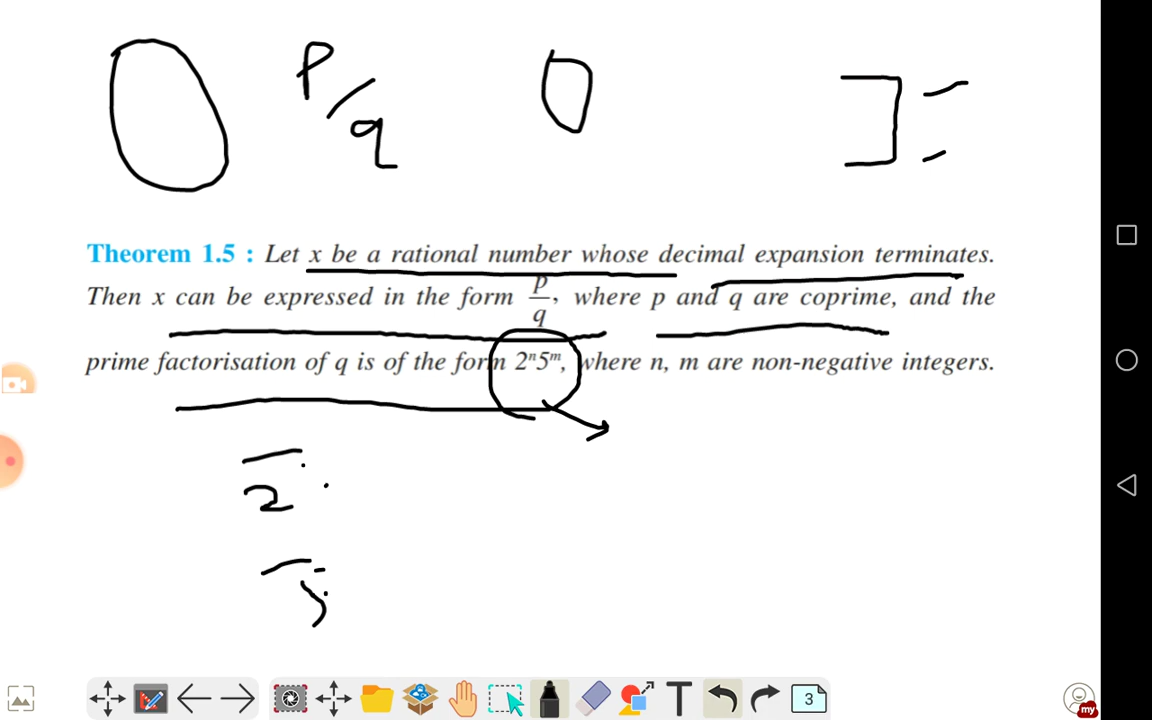 P/q
Theorem 1.5 : Let x be a rational number whose decimal expansion terminates.
Then x can be expressed in the form p/q, where p and q are coprime, and the
prime factorisation of q is of the form 2ⁿ5ᵐ, where n, m are non-negative integers.
2
5
T
3
my